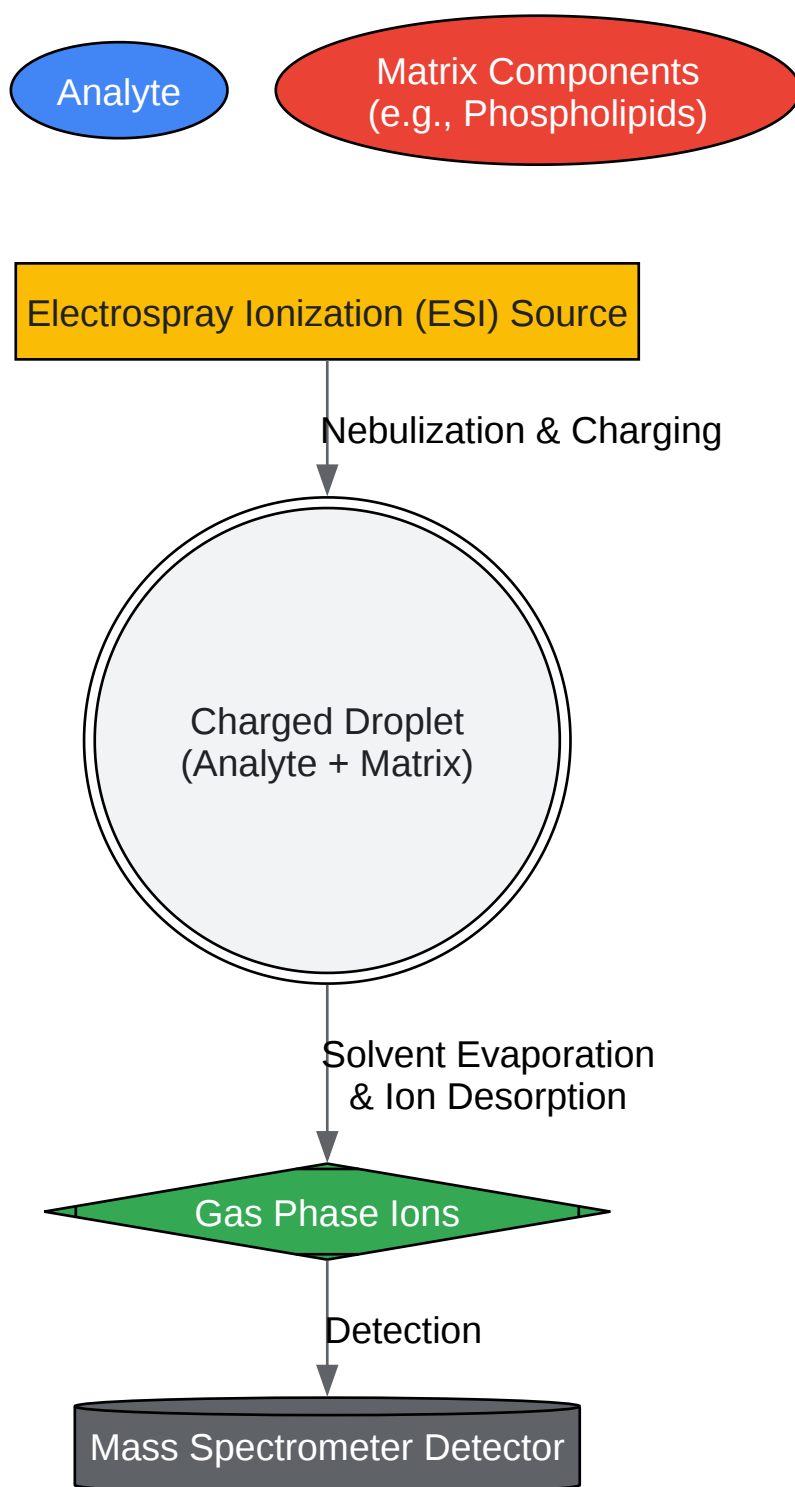 Analyte
Matrix Components
(e.g., Phospholipids)
Electrospray Ionization (ESI) Source
Nebulization & Charging
Charged Droplet
(Analyte + Matrix)
Solvent Evaporation
& Ion Desorption
Gas Phase Ions
Detection
Mass Spectrometer Detector